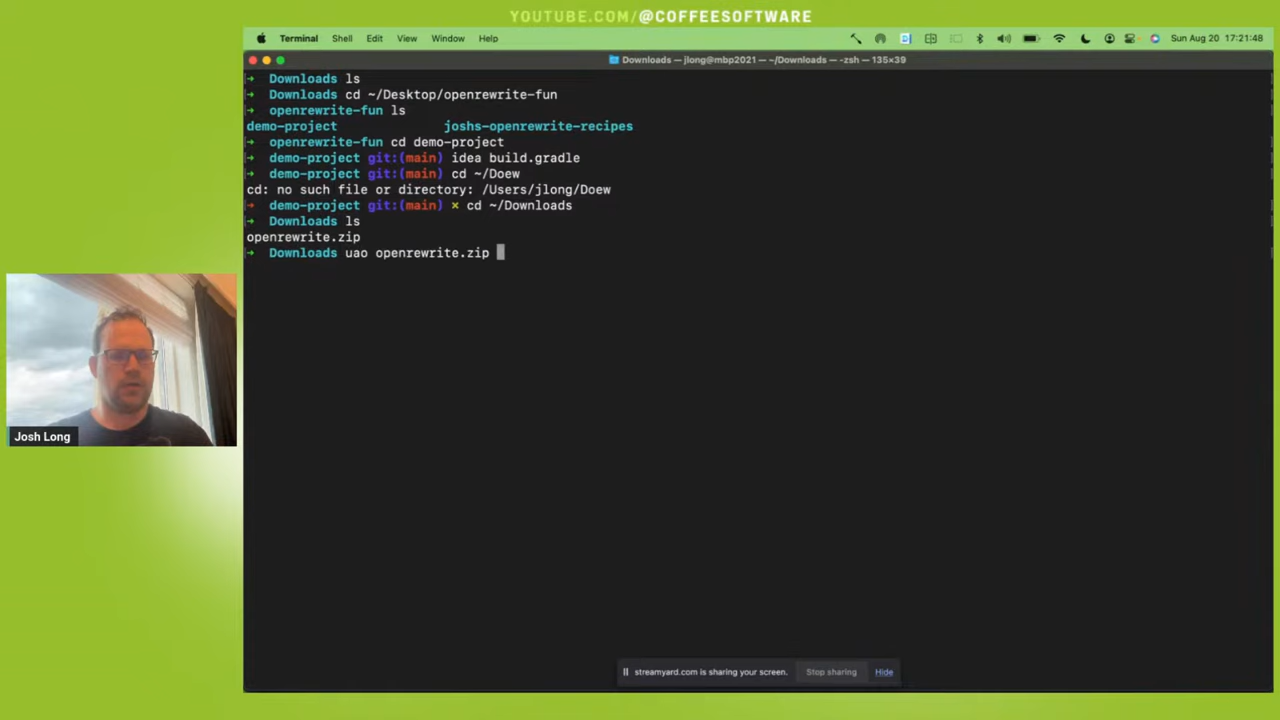 YOUTUBE.COM/@COFFEESOFTWARE
Terminal Shell Edit View Window Help Sun Aug 20 17:21:48
Downloads — jlong@mbp2021 — ~/Downloads — -zsh — 135×39
➜ Downloads ls
➜ Downloads cd ~/Desktop/openrewrite-fun
➜ openrewrite-fun ls
demo-project joshs-openrewrite-recipes
➜ openrewrite-fun cd demo-project
➜ demo-project git:(main) idea build.gradle
➜ demo-project git:(main) cd ~/Doew
cd: no such file or directory: /Users/jlong/Doew
➜ demo-project git:(main) × cd ~/Downloads
➜ Downloads ls
openrewrite.zip
➜ Downloads uao openrewrite.zip
Josh Long
streamyard.com is sharing your screen. Stop sharing Hide